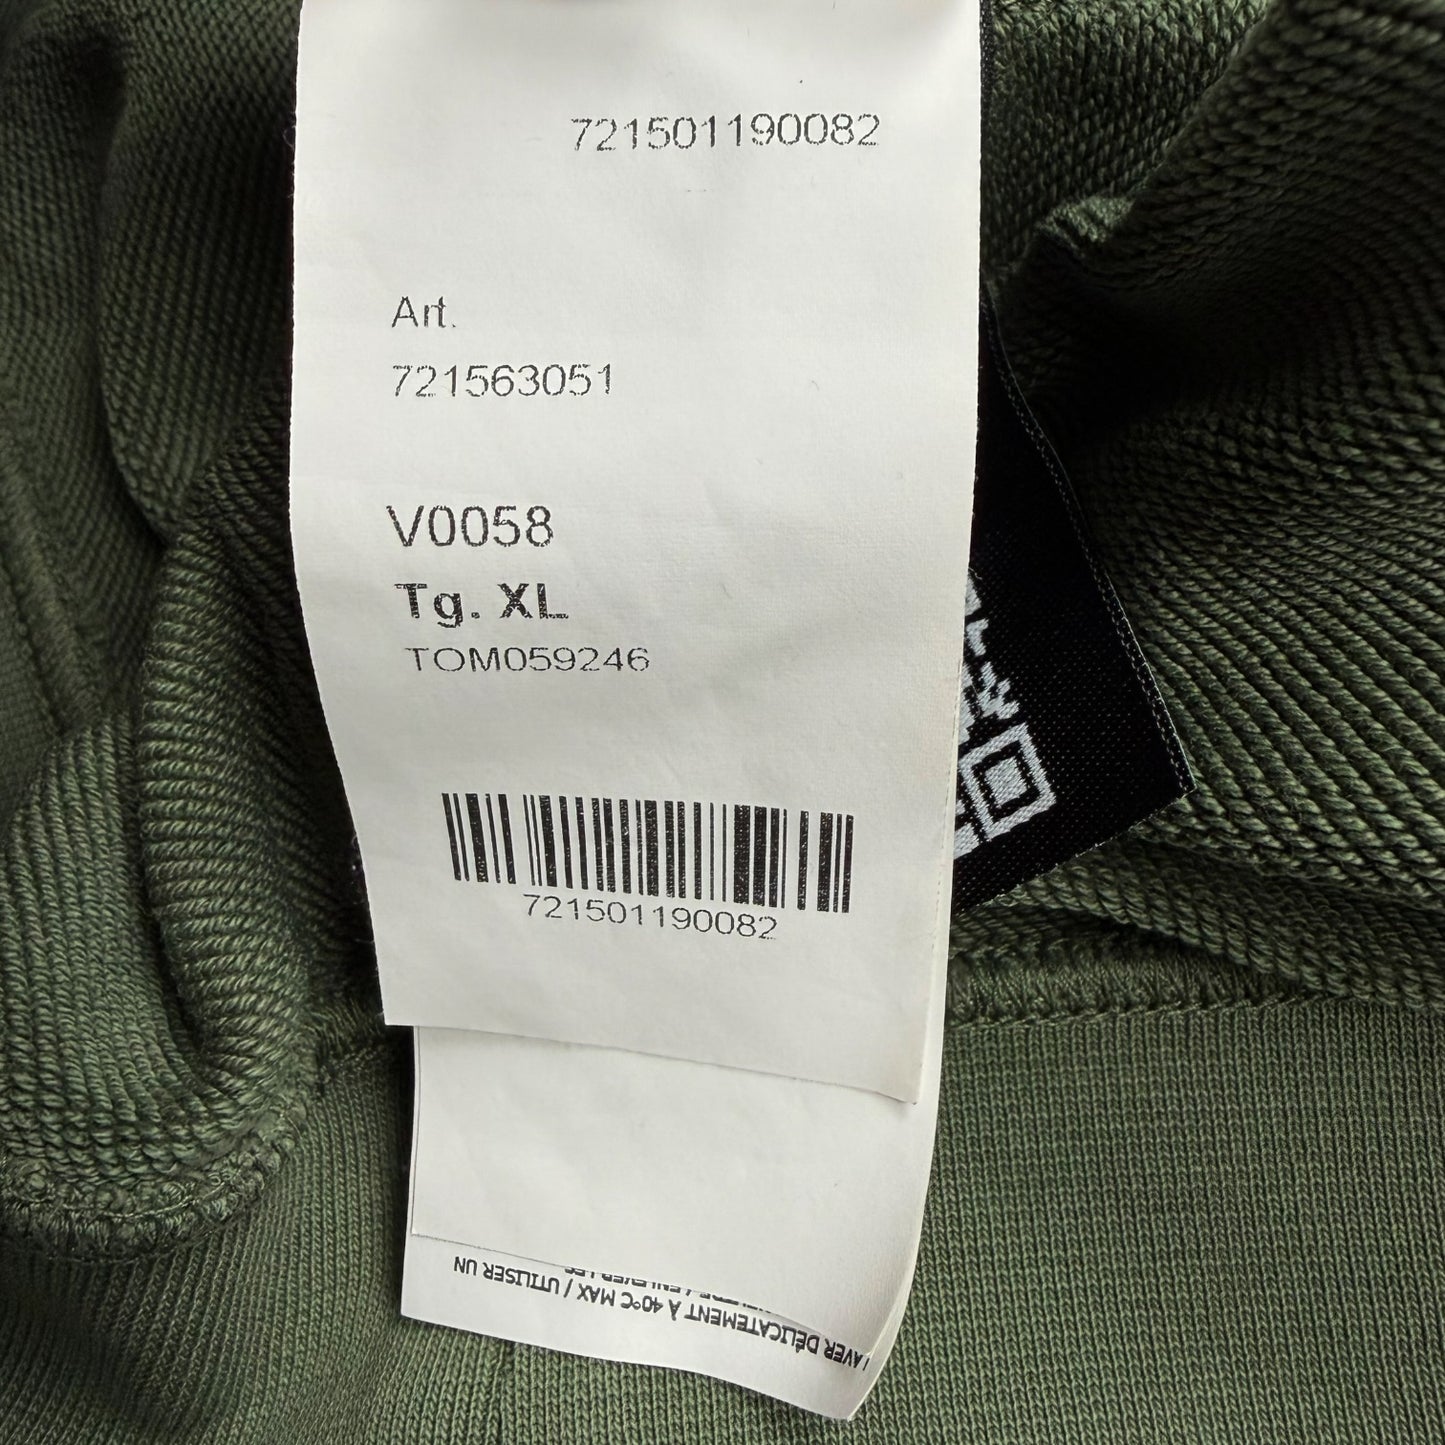 721501190082
Art.
721563051
V0058
Tg. XL
TOM059246
721501190082
LAVER DÉLICATEMENT À 40°C MAX / UTILISER UN